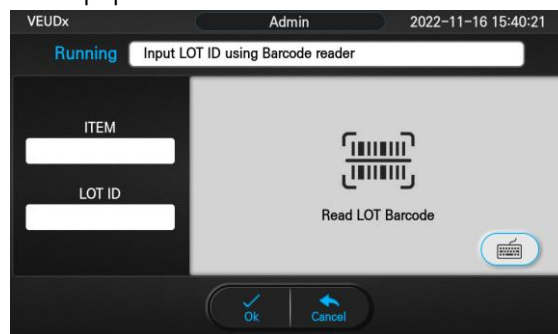 VEUDx Admin 2022-11-16 15:40:21
Running Input LOT ID using Barcode reader
ITEM
LOT ID
Read LOT Barcode
Ok Cancel